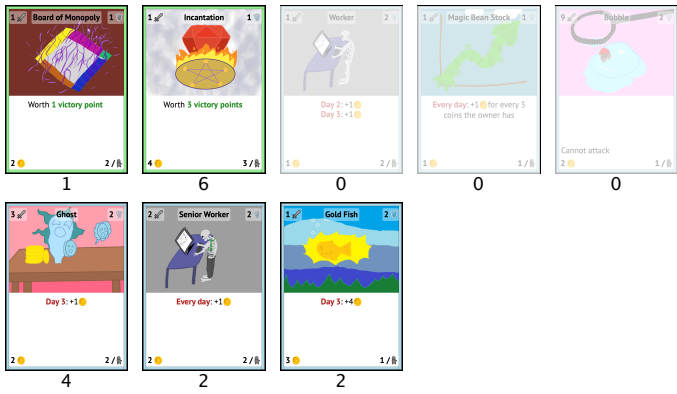 1 Board of Monopoly 1
Worth 1 victory point
2 2 /
1
1 Incantation 1
Worth 3 victory points
4 3 /
6
1 Worker 2
Day 2: +1
Day 3: +1
1 2 /
0
1 Magic Bean Stock 1
Every day: +1 for every 3
coins the owner has
1 1 /
0
9 Bubble 2
Cannot attack
2 1 /
0
3 Ghost 2
Day 3: +1
2 2 /
4
2 Senior Worker 2
Every day: +1
2 2 /
2
1 Gold Fish 2
Day 3: +4
3 1 /
2